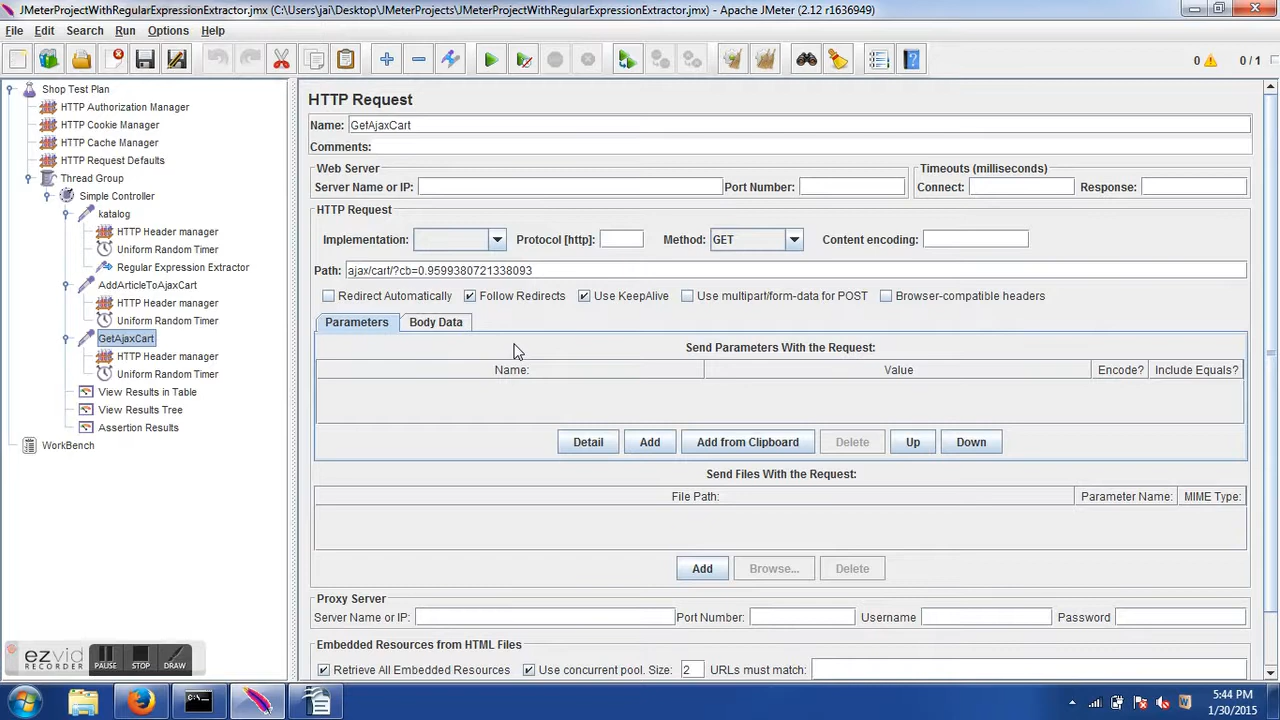 JMeterProjectWithRegularExpressionExtractor.jmx (C:\Users\jai\Desktop\JMeterProjects\JMeterProjectWithRegularExpressionExtractor.jmx) - Apache JMeter (2.12 r1636949)
File Edit Search Run Options Help
0 0 / 1
Shop Test Plan
HTTP Authorization Manager
HTTP Cookie Manager
HTTP Cache Manager
HTTP Request Defaults
Thread Group
Simple Controller
katalog
HTTP Header manager
Uniform Random Timer
Regular Expression Extractor
AddArticleToAjaxCart
HTTP Header manager
Uniform Random Timer
GetAjaxCart
HTTP Header manager
Uniform Random Timer
View Results in Table
View Results Tree
Assertion Results
WorkBench
HTTP Request
Name: GetAjaxCart
Comments:
Web Server
Server Name or IP: Port Number:
Timeouts (milliseconds)
Connect: Response:
HTTP Request
Implementation: Protocol [http]: Method: GET Content encoding:
Path: ajax/cart/?cb=0.9599380721338093
Redirect Automatically Follow Redirects Use KeepAlive Use multipart/form-data for POST Browser-compatible headers
Parameters Body Data
Send Parameters With the Request:
Name: Value Encode? Include Equals?
Detail Add Add from Clipboard Delete Up Down
Send Files With the Request:
File Path: Parameter Name: MIME Type:
Add Browse... Delete
Proxy Server
Server Name or IP: Port Number: Username Password
Embedded Resources from HTML Files
Retrieve All Embedded Resources Use concurrent pool. Size: 2 URLs must match:
ezvid
RECORDER
PAUSE STOP DRAW
5:44 PM
1/30/2015